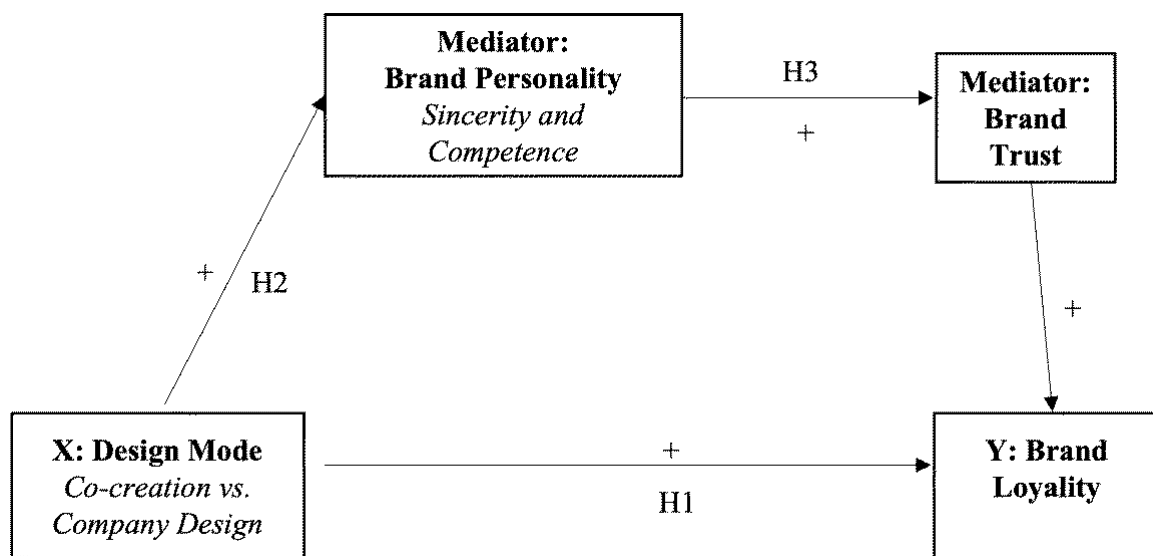 Mediator:
Brand Personality
Sincerity and
Competence
H3
+
Mediator:
Brand
Trust
+
H2
+
X: Design Mode
Co-creation vs.
Company Design
+
H1
Y: Brand
Loyality